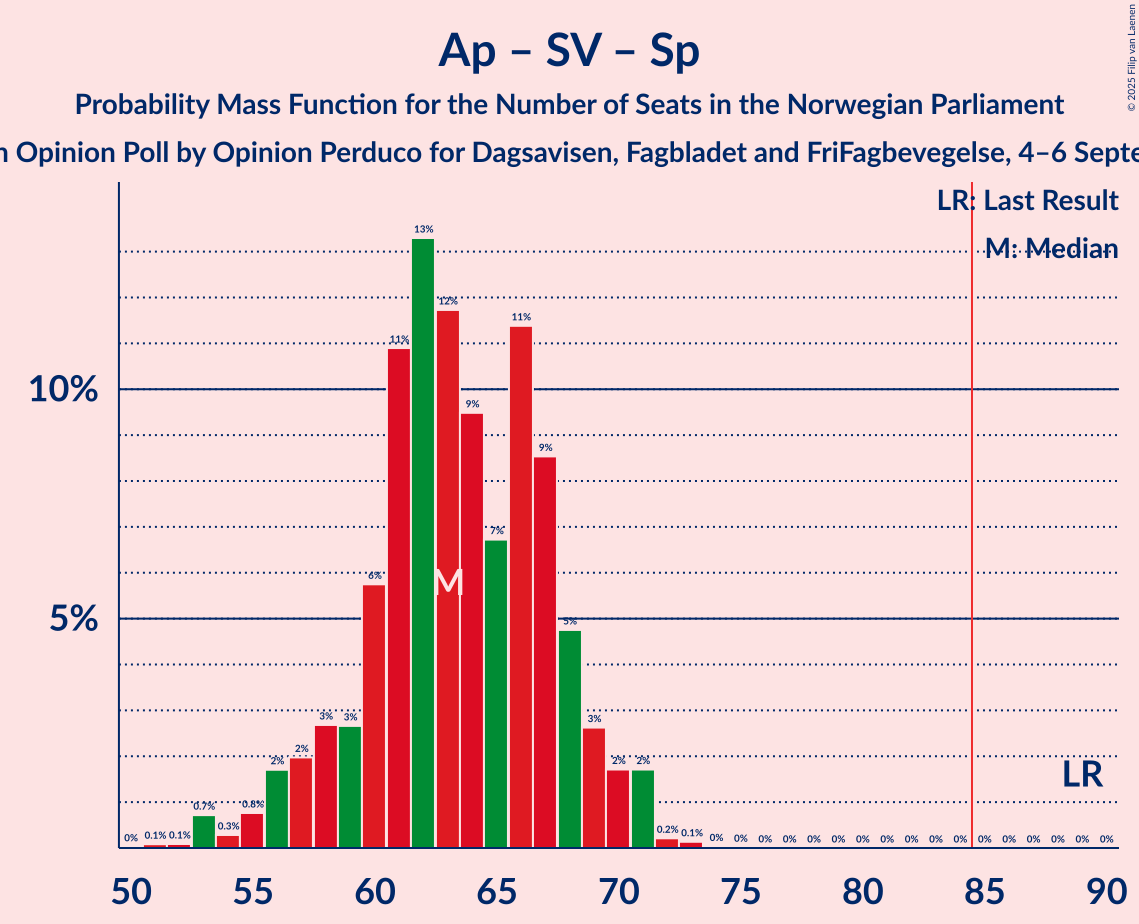 Ap – SV – Sp
Probability Mass Function for the Number of Seats in the Norwegian Parliament
n Opinion Poll by Opinion Perduco for Dagsavisen, Fagbladet and FriFagbevegelse, 4–6 Septe
© 2025 Filip van Laenen
LR: Last Result
M: Median
10%
5%
0% 0.1% 0.1% 0.7% 0.3% 0.8% 2% 2% 3% 3% 6% 11% 13% 12% 9% 7% 11% 9% 5% 3% 2% 2% 0.2% 0.1% 0% 0% 0% 0% 0% 0% 0% 0% 0% 0% 0% 0% 0% 0% 0% 0% 0%
M
LR
50 55 60 65 70 75 80 85 90